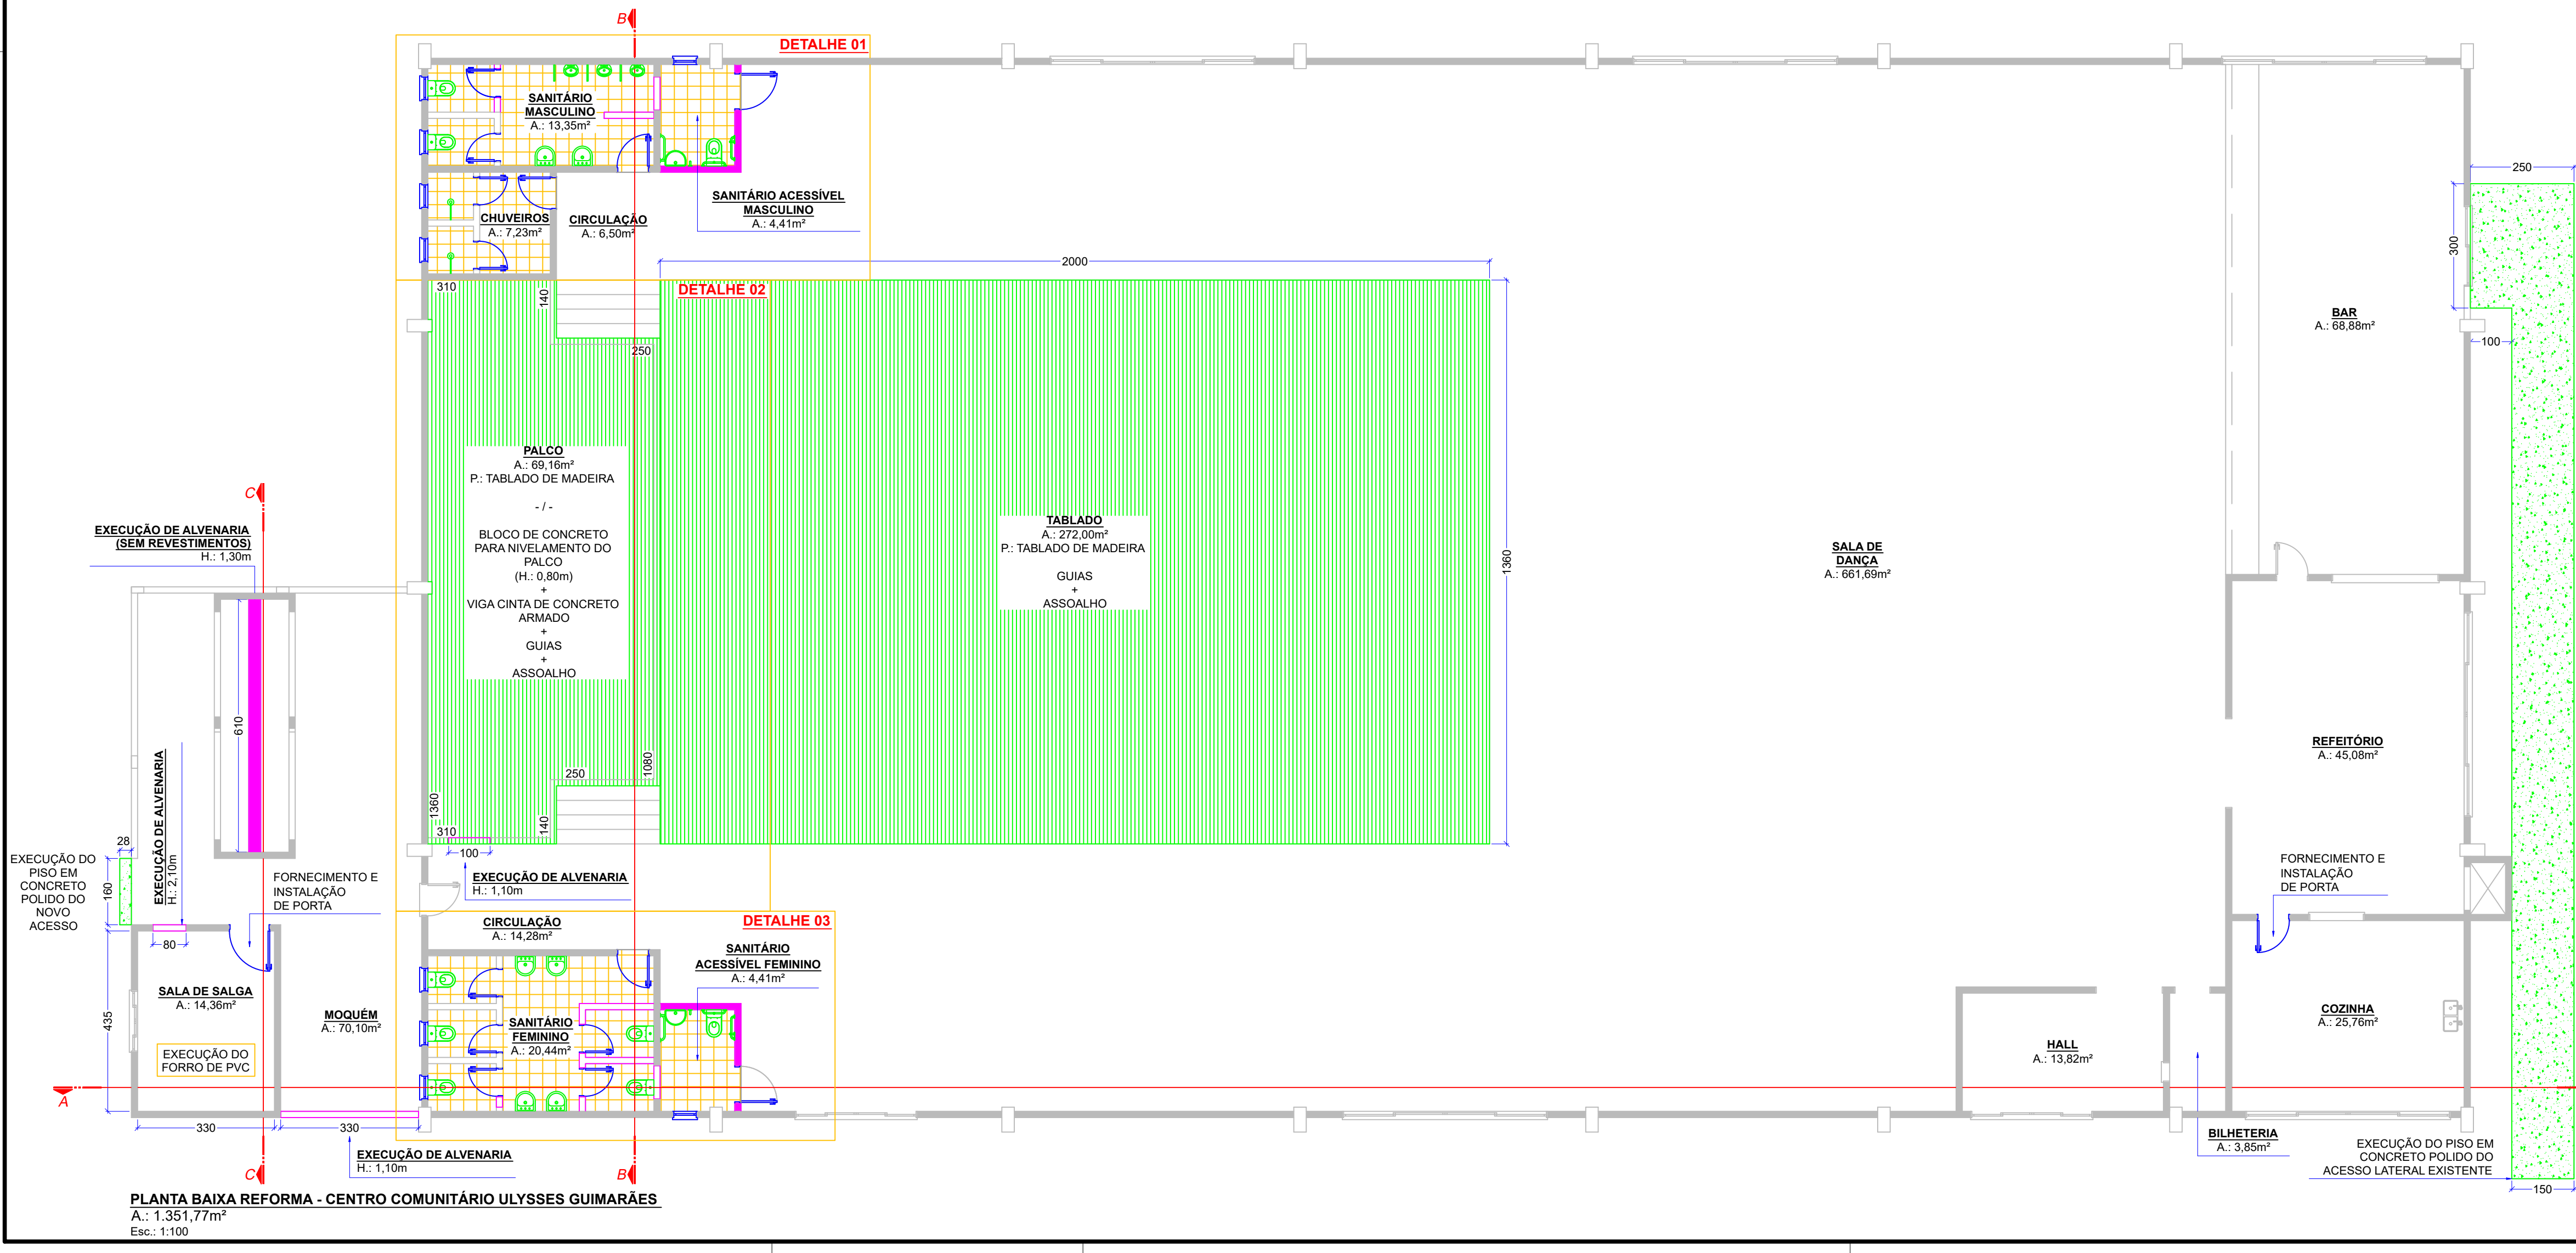 B
DETALHE 01
SANITÁRIO
MASCULINO
A.: 13,35m²
SANITÁRIO ACESSÍVEL
MASCULINO
A.: 4,41m²
CHUVEIROS
A.: 7,23m²
CIRCULAÇÃO
A.: 6,50m²
250
300
100
2000
310
140
DETALHE 02
250
BAR
A.: 68,88m²
PALCO
A.: 69,16m²
P.: TABLADO DE MADEIRA
- / -
BLOCO DE CONCRETO
PARA NIVELAMENTO DO
PALCO
(H.: 0,80m)
+
VIGA CINTA DE CONCRETO
ARMADO
+
GUIAS
+
ASSOALHO
TABLADO
A.: 272,00m²
P.: TABLADO DE MADEIRA
GUIAS
+
ASSOALHO
1360
SALA DE
DANÇA
A.: 661,69m²
C
EXECUÇÃO DE ALVENARIA
(SEM REVESTIMENTOS)
H.: 1,30m
610
REFEITÓRIO
A.: 45,08m²
250
1080
1360
310
140
100
EXECUÇÃO DE ALVENARIA
H.: 1,10m
EXECUÇÃO DE ALVENARIA
H.: 2,10m
28
160
EXECUÇÃO DO
PISO EM
CONCRETO
POLIDO DO
NOVO
ACESSO
FORNECIMENTO E
INSTALAÇÃO
DE PORTA
FORNECIMENTO E
INSTALAÇÃO
DE PORTA
80
CIRCULAÇÃO
A.: 14,28m²
DETALHE 03
SANITÁRIO
ACESSÍVEL FEMININO
A.: 4,41m²
SALA DE SALGA
A.: 14,36m²
435
MOQUÉM
A.: 70,10m²
EXECUÇÃO DO
FORRO DE PVC
SANITÁRIO
FEMININO
A.: 20,44m²
COZINHA
A.: 25,76m²
HALL
A.: 13,82m²
A
330
330
EXECUÇÃO DE ALVENARIA
H.: 1,10m
C
B
BILHETERIA
A.: 3,85m²
EXECUÇÃO DO PISO EM
CONCRETO POLIDO DO
ACESSO LATERAL EXISTENTE
150
PLANTA BAIXA REFORMA - CENTRO COMUNITÁRIO ULYSSES GUIMARÃES
A.: 1.351,77m²
Esc.: 1:100